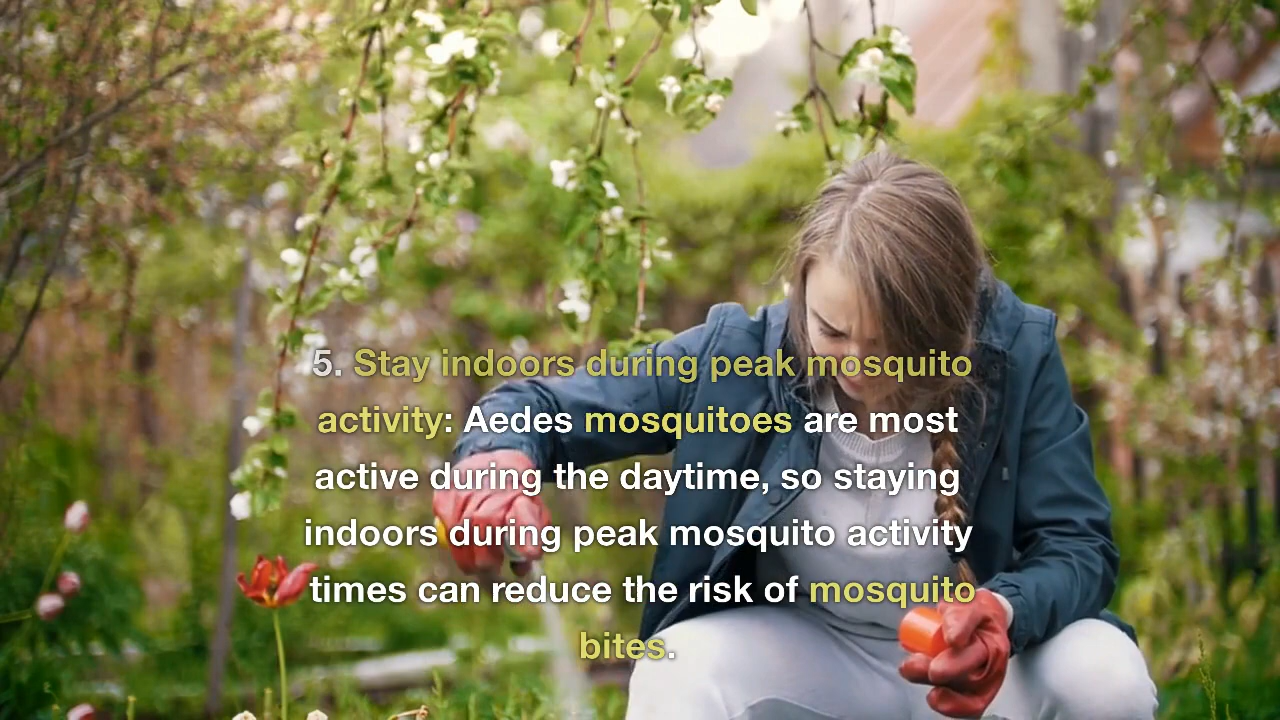 5. Stay indoors during peak mosquito
activity: Aedes mosquitoes are most
active during the daytime, so staying
indoors during peak mosquito activity
times can reduce the risk of mosquito
bites.